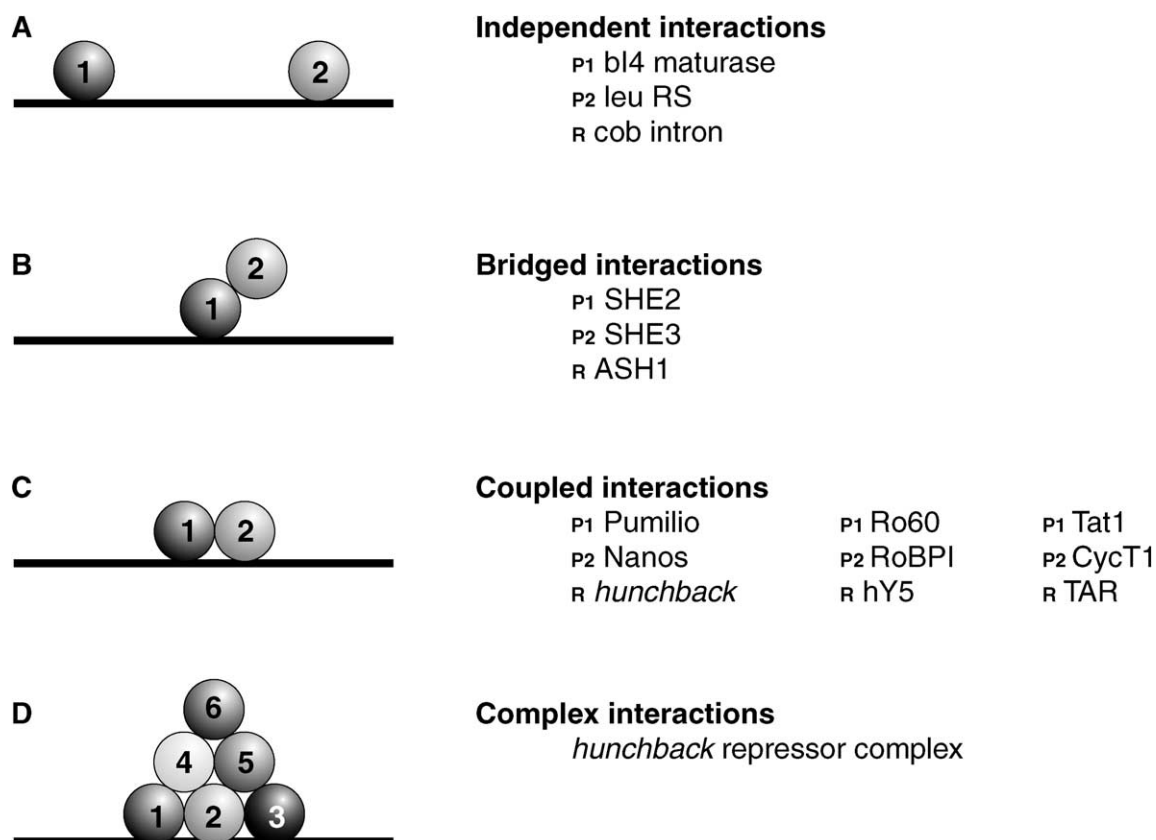 A
1
2
Independent interactions
P1 bI4 maturase
P2 leu RS
R cob intron
B
1
2
Bridged interactions
P1 SHE2
P2 SHE3
R ASH1
C
1 2
Coupled interactions
P1 Pumilio P1 Ro60 P1 Tat1
P2 Nanos P2 RoBPI P2 CycT1
R hunchback R hY5 R TAR
D
6
4 5
1 2 3
Complex interactions
hunchback repressor complex